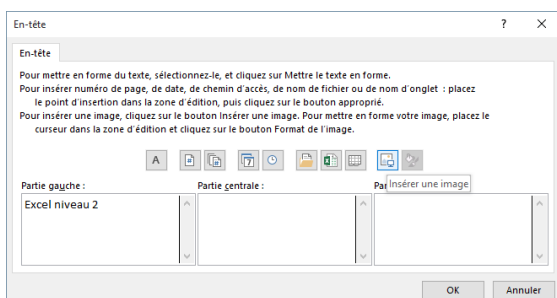 En-tête
?
×
En-tête
Pour mettre en forme du texte, sélectionnez-le, et cliquez sur Mettre le texte en forme.
Pour insérer numéro de page, de date, de chemin d'accès, de nom de fichier ou de nom d'onglet : placez
le point d'insertion dans la zone d'édition, puis cliquez sur le bouton approprié.
Pour insérer une image, cliquez sur le bouton Insérer une image. Pour mettre en forme votre image, placez le
curseur dans la zone d'édition et cliquez sur le bouton Format de l'image.
A
Partie gauche :
Partie centrale :
Pa
Insérer une image
Excel niveau 2
OK
Annuler